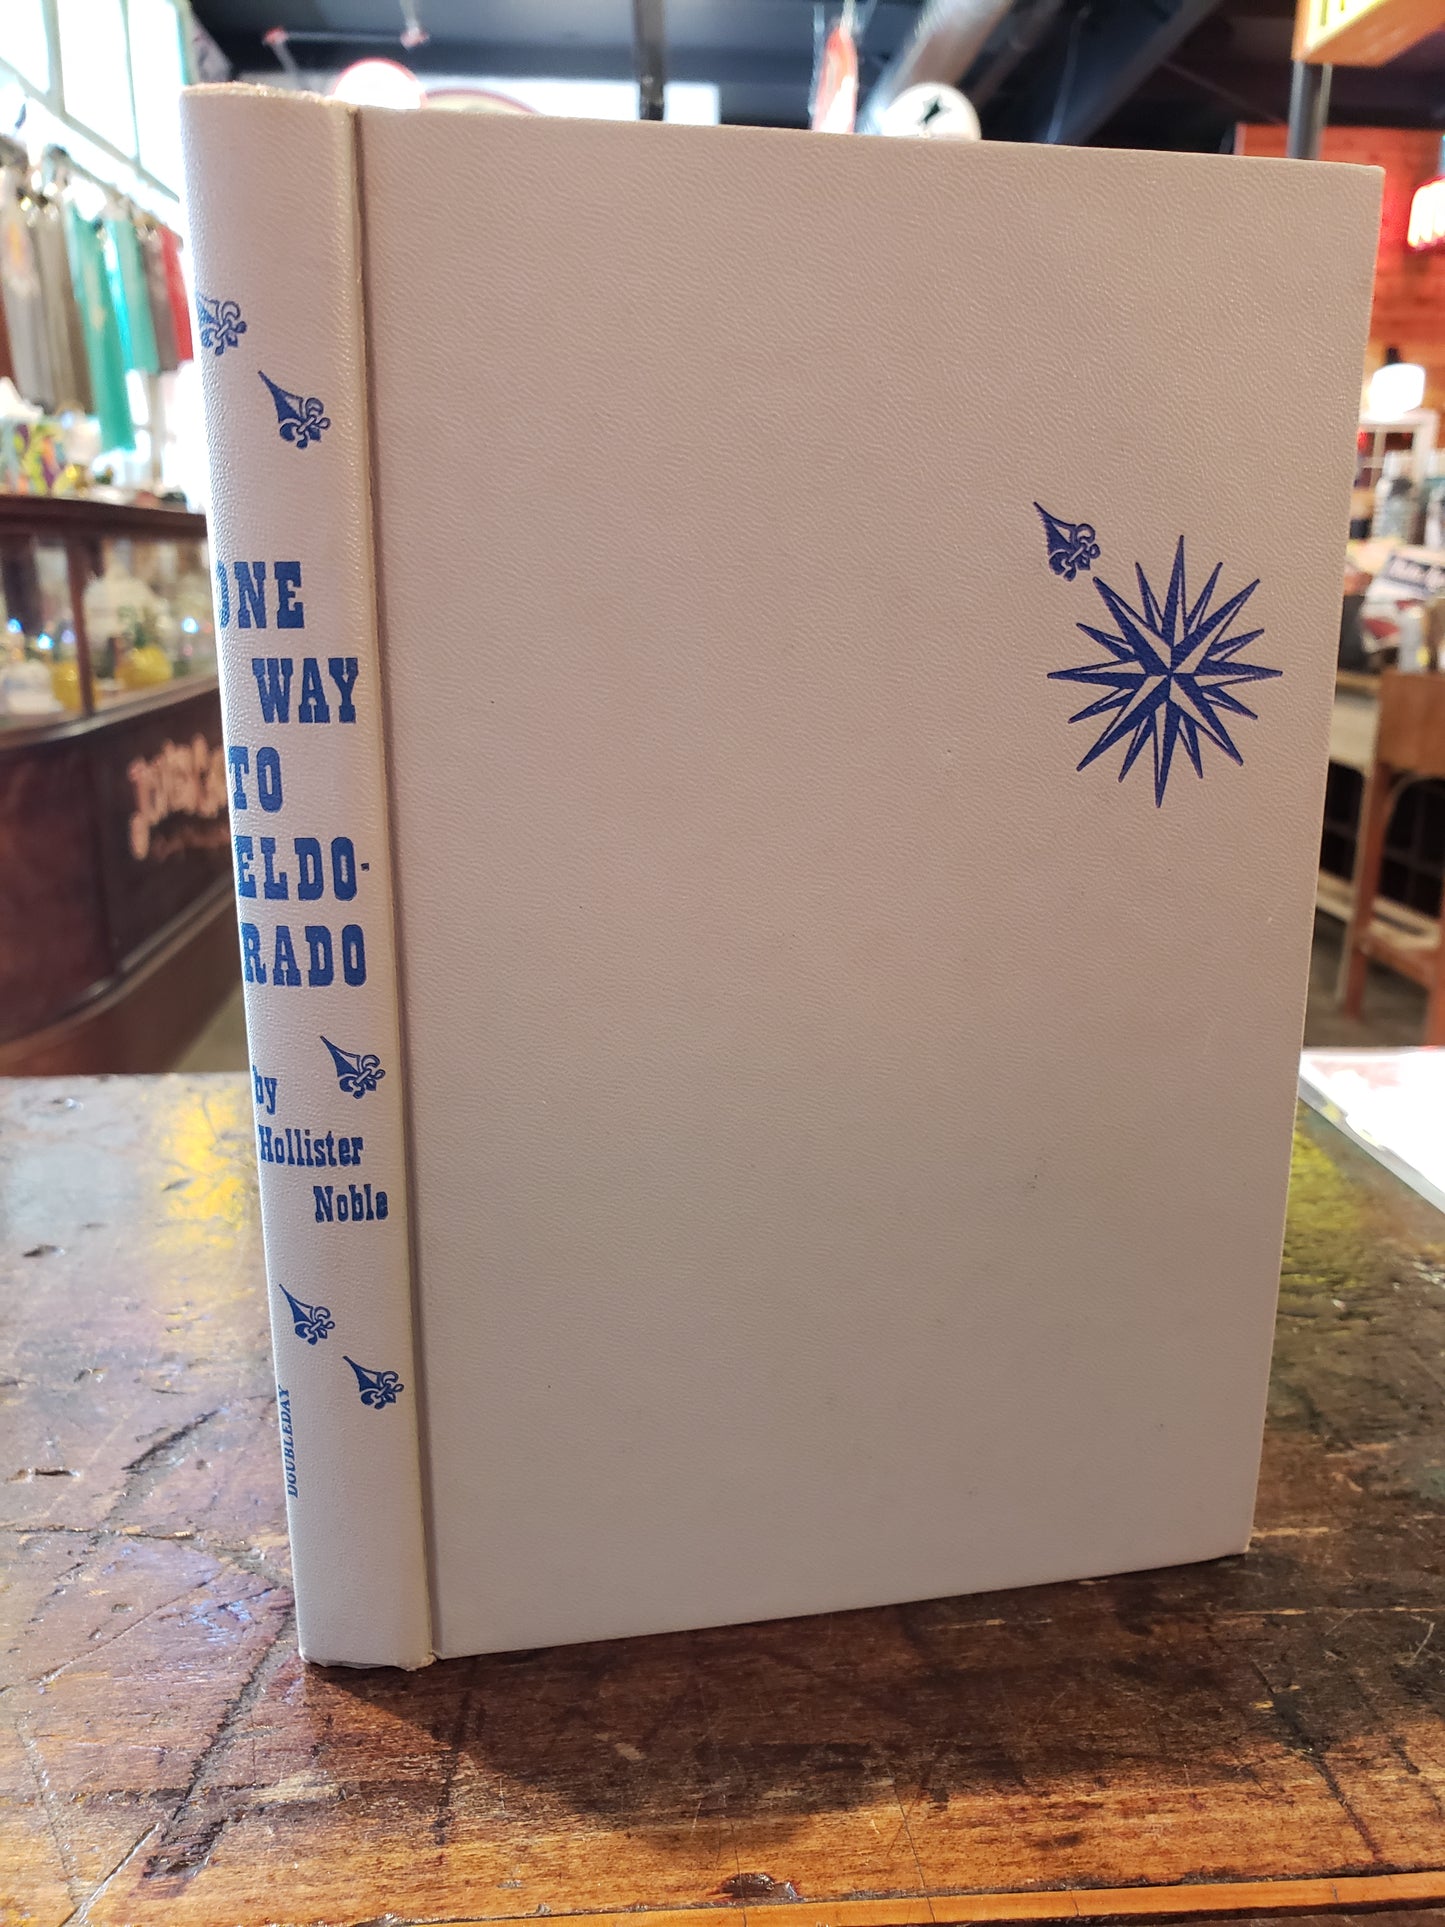 ONE
WAY
TO
ELDO-
RADO
by
Hollister
Noble
DOUBLEDAY